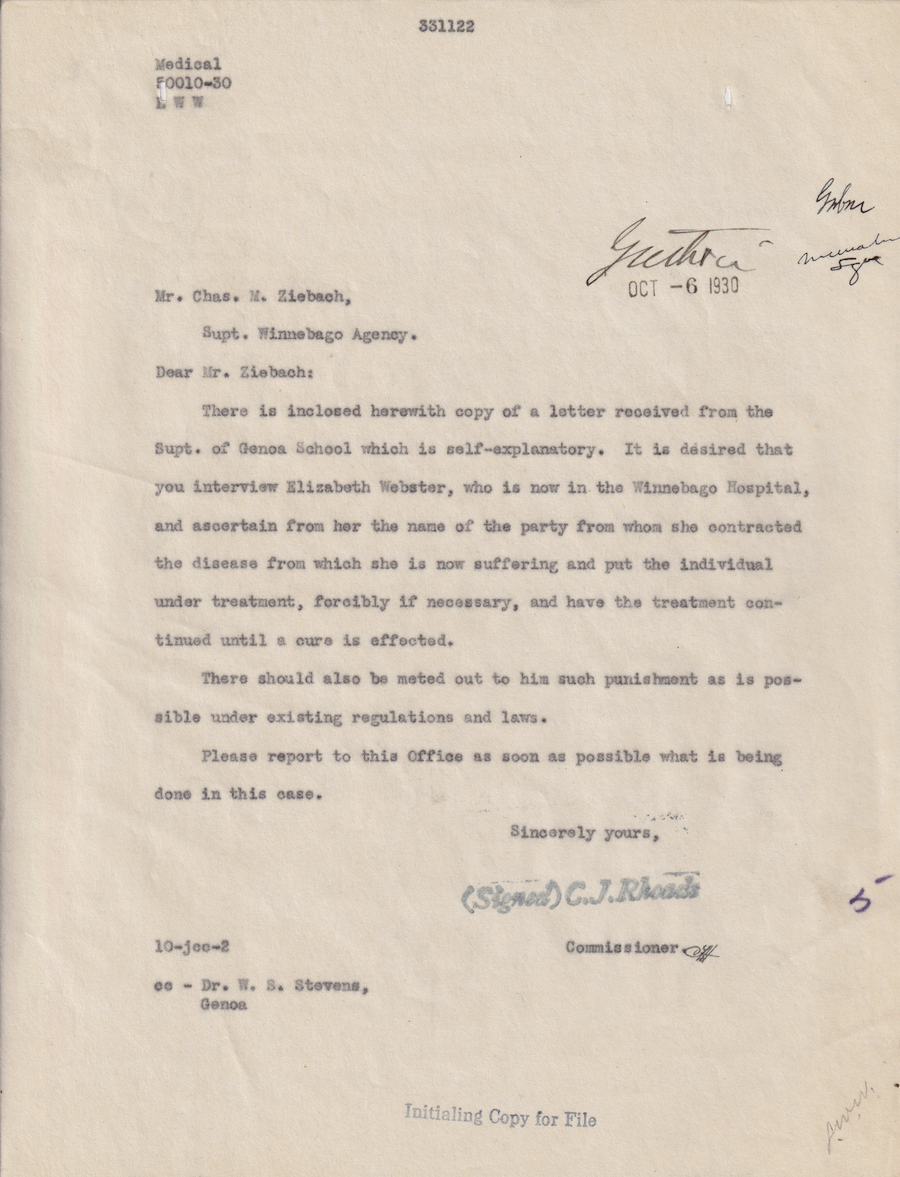 331122
Medical
50010-30
W W
Guthrie
OCT -6 1930
Mr. Chas. M. Ziebach,
Supt. Winnebago Agency.
Dear Mr. Ziebach:
There is inclosed herewith copy of a letter received from the
Supt. of Genoa School which is self-explanatory. It is desired that
you interview Elizabeth Webster, who is now in the Winnebago Hospital,
and ascertain from her the name of the party from whom she contracted
the disease from which she is now suffering and put the individual
under treatment, forcibly if necessary, and have the treatment con-
tinued until a cure is effected.
There should also be meted out to him such punishment as is pos-
sible under existing regulations and laws.
Please report to this Office as soon as possible what is being
done in this case.
Sincerely yours,
(Signed) C.J.Rhoads
5
10-jcc-2
Commissioner.
cc - Dr. W. S. Stevens,
Genoa
Initialing Copy for File